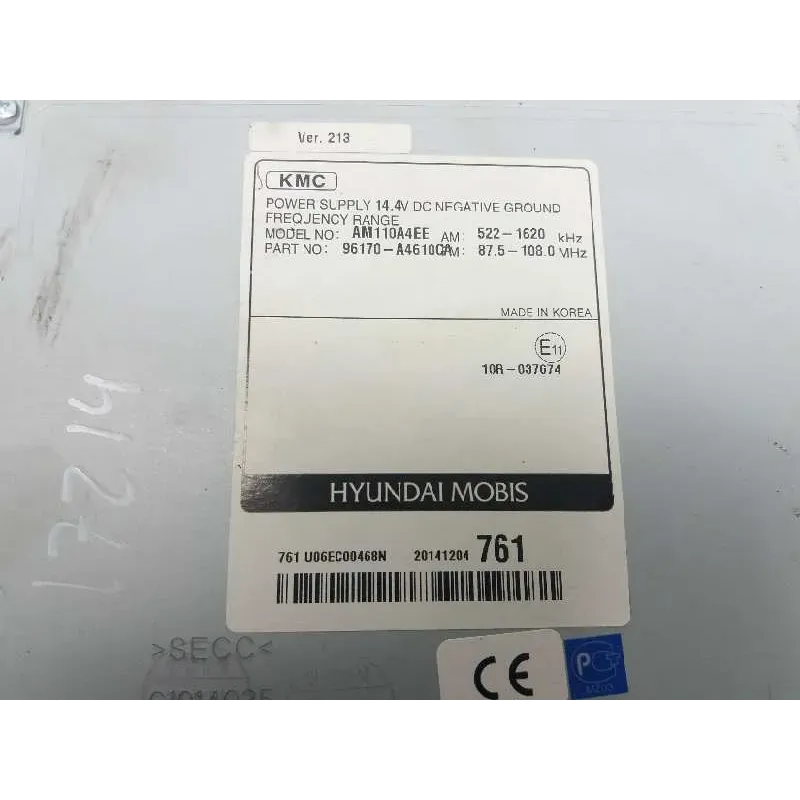 Ver. 213
KMC
POWER SUPPLY 14.4V DC NEGATIVE GROUND
FREQUENCY RANGE
MODEL NO: AM110A4EE AM: 522-1620 kHz
PART NO: 96170-A4610CA M: 87.5-108.0 MHz
MADE IN KOREA
E11
10R-037674
HYUNDAI MOBIS
761 U06EC00468N 20141204 761
>SECC<
CE
17214